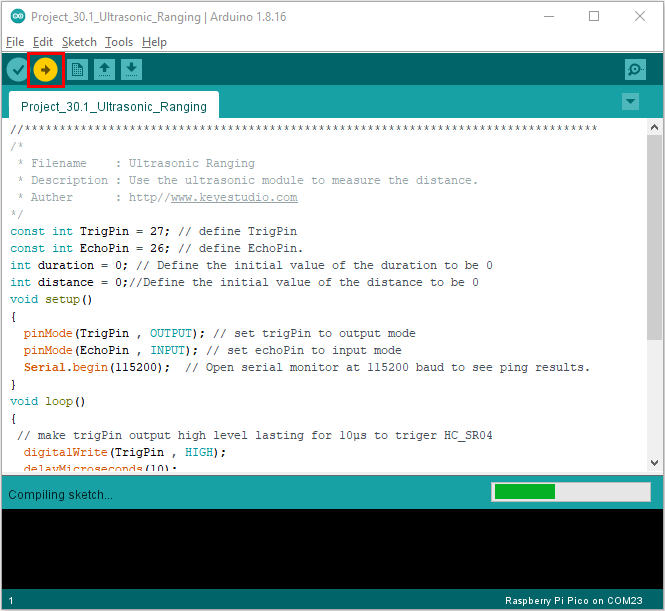 Project_30.1_Ultrasonic_Ranging | Arduino 1.8.16
File Edit Sketch Tools Help
Project_30.1_Ultrasonic_Ranging
//**********************************************************************************
/*
 * Filename    : Ultrasonic Ranging
 * Description : Use the ultrasonic module to measure the distance.
 * Auther      : http//www.keyestudio.com
*/
const int TrigPin = 27; // define TrigPin
const int EchoPin = 26; // define EchoPin.
int duration = 0; // Define the initial value of the duration to be 0
int distance = 0;//Define the initial value of the distance to be 0
void setup()
{
  pinMode(TrigPin , OUTPUT); // set trigPin to output mode
  pinMode(EchoPin , INPUT); // set echoPin to input mode
  Serial.begin(115200);  // Open serial monitor at 115200 baud to see ping results.
}
void loop()
{
 // make trigPin output high level lasting for 10μs to triger HC_SR04
  digitalWrite(TrigPin , HIGH);
  delayMicroseconds(10);
Compiling sketch...
1
Raspberry Pi Pico on COM23